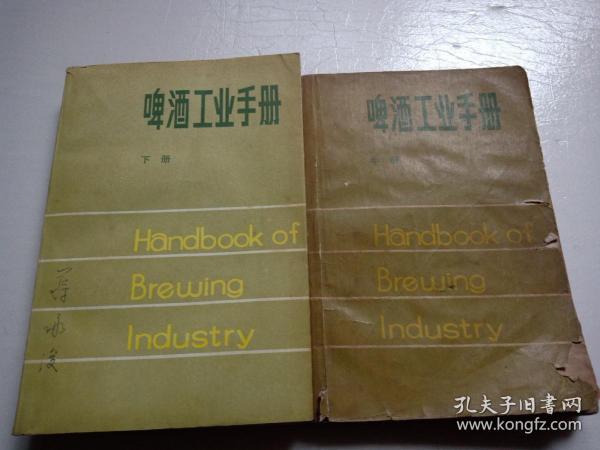 啤酒工业手册
下册
Handbook of
Brewing
Industry
啤酒工业手册
Handbook of
Brewing
Industry
孔夫子旧书网
www.kongfz.com